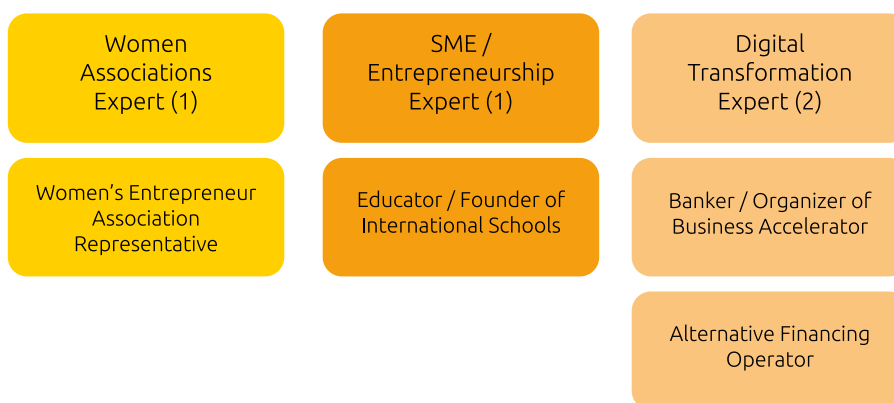 Women
Associations
Expert (1)
SME /
Entrepreneurship
Expert (1)
Digital
Transformation
Expert (2)
Women’s Entrepreneur
Association
Representative
Educator / Founder of
International Schools
Banker / Organizer of
Business Accelerator
Alternative Financing
Operator